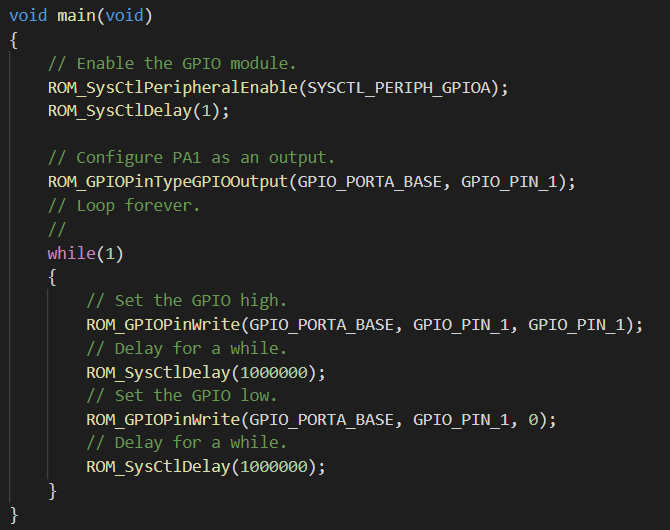 void main(void)
{
    // Enable the GPIO module.
    ROM_SysCtlPeripheralEnable(SYSCTL_PERIPH_GPIOA);
    ROM_SysCtlDelay(1);

    // Configure PA1 as an output.
    ROM_GPIOPinTypeGPIOOutput(GPIO_PORTA_BASE, GPIO_PIN_1);
    // Loop forever.
    //
    while(1)
    {
        // Set the GPIO high.
        ROM_GPIOPinWrite(GPIO_PORTA_BASE, GPIO_PIN_1, GPIO_PIN_1);
        // Delay for a while.
        ROM_SysCtlDelay(1000000);
        // Set the GPIO low.
        ROM_GPIOPinWrite(GPIO_PORTA_BASE, GPIO_PIN_1, 0);
        // Delay for a while.
        ROM_SysCtlDelay(1000000);
    }
}